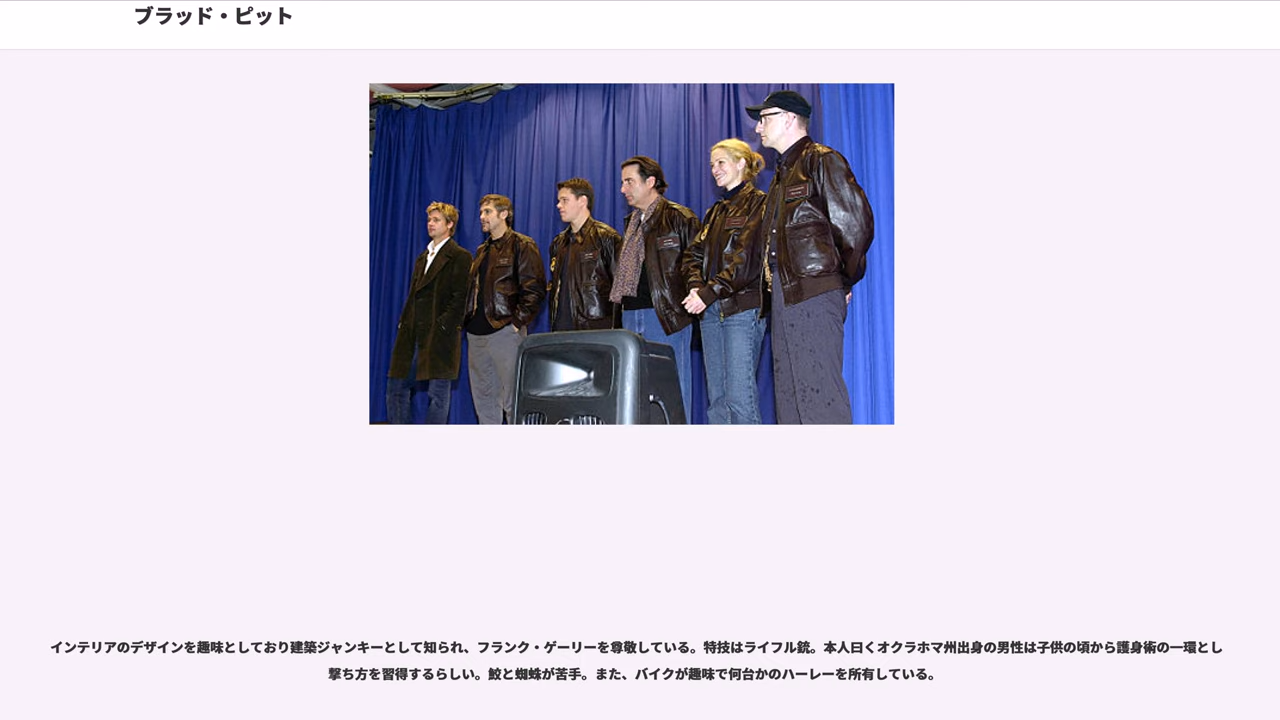 ブラッド・ピット
インテリアのデザインを趣味としており建築ジャンキーとして知られ、フランク・ゲーリーを尊敬している。特技はライフル銃。本人曰くオクラホマ州出身の男性は子供の頃から護身術の一環とし
撃ち方を習得するらしい。鮫と蜘蛛が苦手。また、バイクが趣味で何台かのハーレーを所有している。